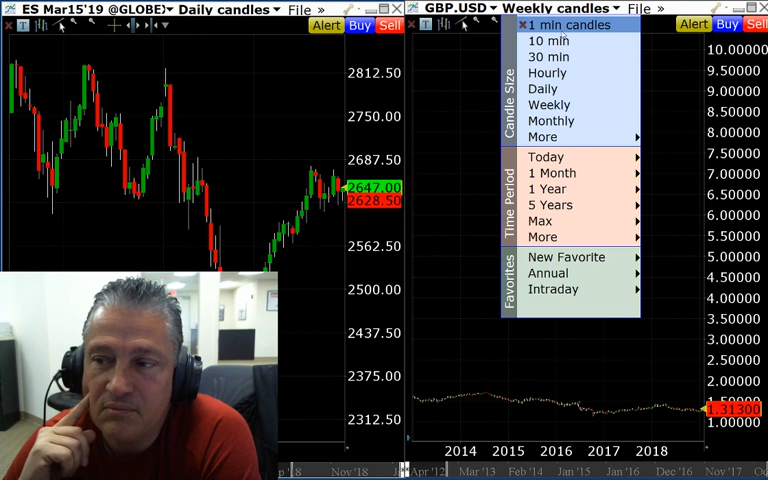 ES Mar15'19 @GLOBEX Daily candles File »
Alert Buy Sell
2812.50
2750.00
2687.50
2647.00
2628.50
2562.50
2500.00
2437.50
2375.00
2312.50
Nov '18
GBP.USD Weekly candles File »
Alert Sell
Candle Size
1 min candles
10 min
30 min
Hourly
Daily
Weekly
Monthly
More
Time Period
Today
1 Month
1 Year
5 Years
Max
More
Favorites
New Favorite
Annual
Intraday
10.00000
9.50000
9.00000
8.50000
8.00000
7.50000
7.00000
6.50000
6.00000
5.50000
5.00000
4.50000
4.00000
3.50000
3.00000
2.50000
2.00000
1.50000
1.31300
1.00000
2014 2015 2016 2017 2018
Apr '12 Mar '13 Feb '14 Jan '15 Jan '16 Dec '16 Nov '17